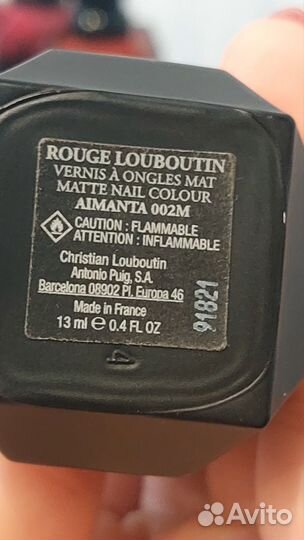 ROUGE LOUBOUTIN
VERNIS À ONGLES MAT
MATTE NAIL COLOUR
AIMANTA 002M
CAUTION : FLAMMABLE
ATTENTION : INFLAMMABLE
Christian Louboutin
Antonio Puig, S.A.
Barcelona 08902 Pl. Europa 46
Made in France
13 ml e 0.4 FL OZ
91821
4
Avito